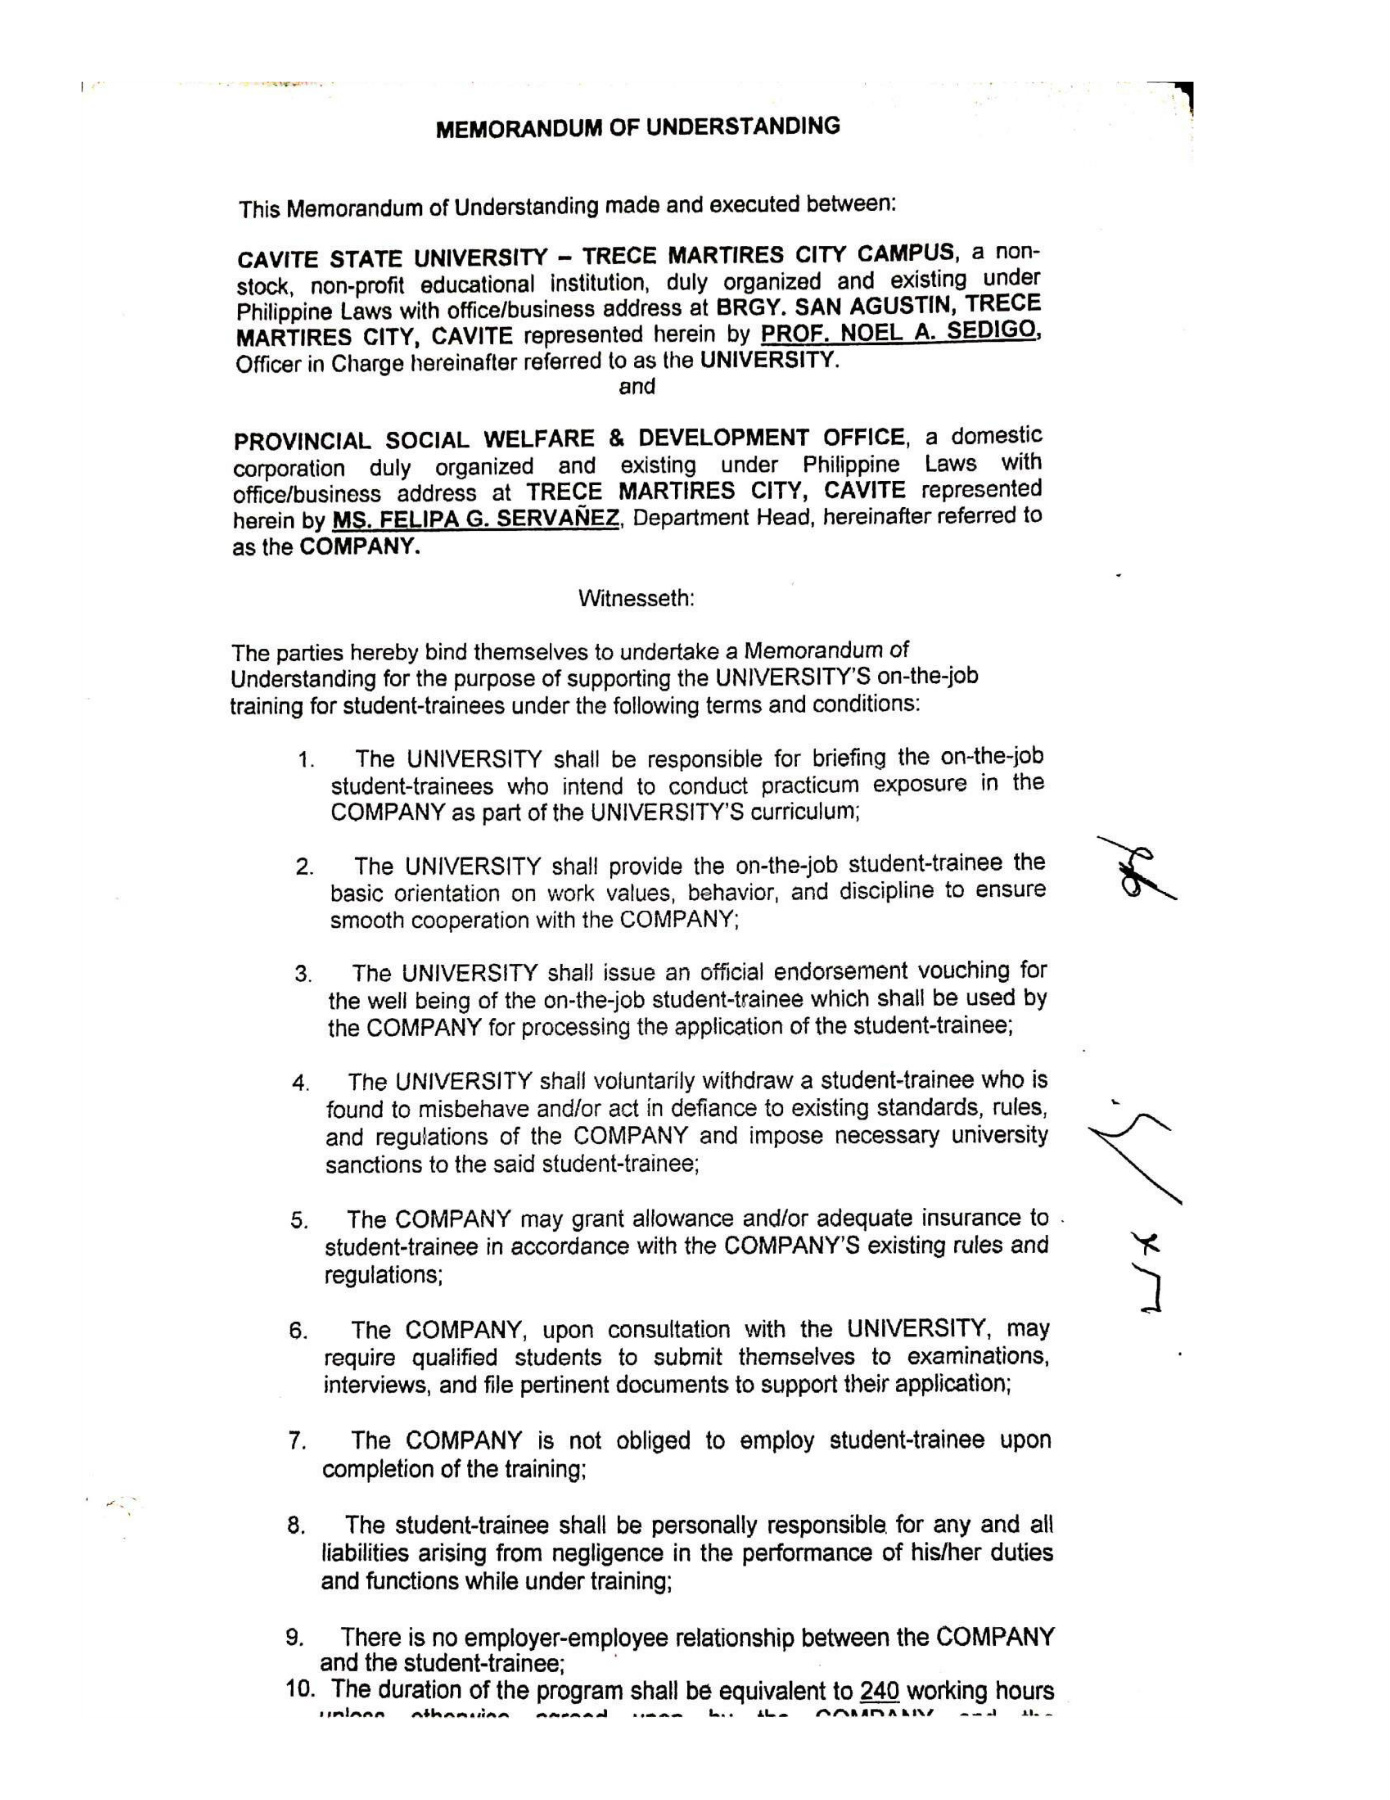 MEMORANDUM OF UNDERSTANDING
This Memorandum of Understanding made and executed between:
CAVITE STATE UNIVERSITY – TRECE MARTIRES CITY CAMPUS, a non-
stock, non-profit educational institution, duly organized and existing under
Philippine Laws with office/business address at BRGY. SAN AGUSTIN, TRECE
MARTIRES CITY, CAVITE represented herein by PROF. NOEL A. SEDIGO,
Officer in Charge hereinafter referred to as the UNIVERSITY.
and
PROVINCIAL SOCIAL WELFARE & DEVELOPMENT OFFICE, a domestic
corporation duly organized and existing under Philippine Laws with
office/business address at TRECE MARTIRES CITY, CAVITE represented
herein by MS. FELIPA G. SERVAÑEZ, Department Head, hereinafter referred to
as the COMPANY.
Witnesseth:
The parties hereby bind themselves to undertake a Memorandum of
Understanding for the purpose of supporting the UNIVERSITY'S on-the-job
training for student-trainees under the following terms and conditions:
1. The UNIVERSITY shall be responsible for briefing the on-the-job
student-trainees who intend to conduct practicum exposure in the
COMPANY as part of the UNIVERSITY'S curriculum;
2. The UNIVERSITY shall provide the on-the-job student-trainee the
basic orientation on work values, behavior, and discipline to ensure
smooth cooperation with the COMPANY;
3. The UNIVERSITY shall issue an official endorsement vouching for
the well being of the on-the-job student-trainee which shall be used by
the COMPANY for processing the application of the student-trainee;
4. The UNIVERSITY shall voluntarily withdraw a student-trainee who is
found to misbehave and/or act in defiance to existing standards, rules,
and regulations of the COMPANY and impose necessary university
sanctions to the said student-trainee;
5. The COMPANY may grant allowance and/or adequate insurance to
student-trainee in accordance with the COMPANY'S existing rules and
regulations;
6. The COMPANY, upon consultation with the UNIVERSITY, may
require qualified students to submit themselves to examinations,
interviews, and file pertinent documents to support their application;
7. The COMPANY is not obliged to employ student-trainee upon
completion of the training;
8. The student-trainee shall be personally responsible for any and all
liabilities arising from negligence in the performance of his/her duties
and functions while under training;
9. There is no employer-employee relationship between the COMPANY
and the student-trainee;
10. The duration of the program shall be equivalent to 240 working hours
unless otherwise agreed upon by the COMPANY and the